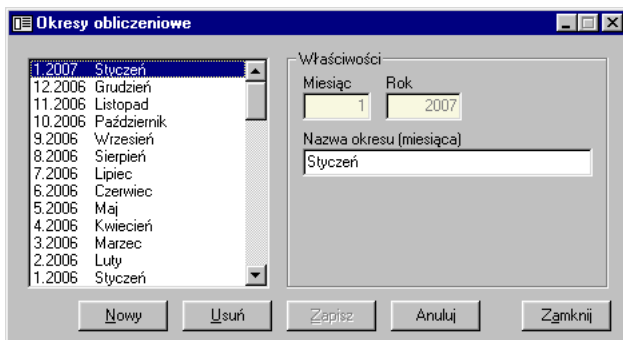 Okresy obliczeniowe
1.2007 Styczeń
12.2006 Grudzień
11.2006 Listopad
10.2006 Październik
9.2006 Wrzesień
8.2006 Sierpień
7.2006 Lipiec
6.2006 Czerwiec
5.2006 Maj
4.2006 Kwiecień
3.2006 Marzec
2.2006 Luty
1.2006 Styczeń
Właściwości
Miesiąc Rok
1 2007
Nazwa okresu (miesiąca)
Styczeń
Nowy Usuń Zapisz Anuluj Zamknij